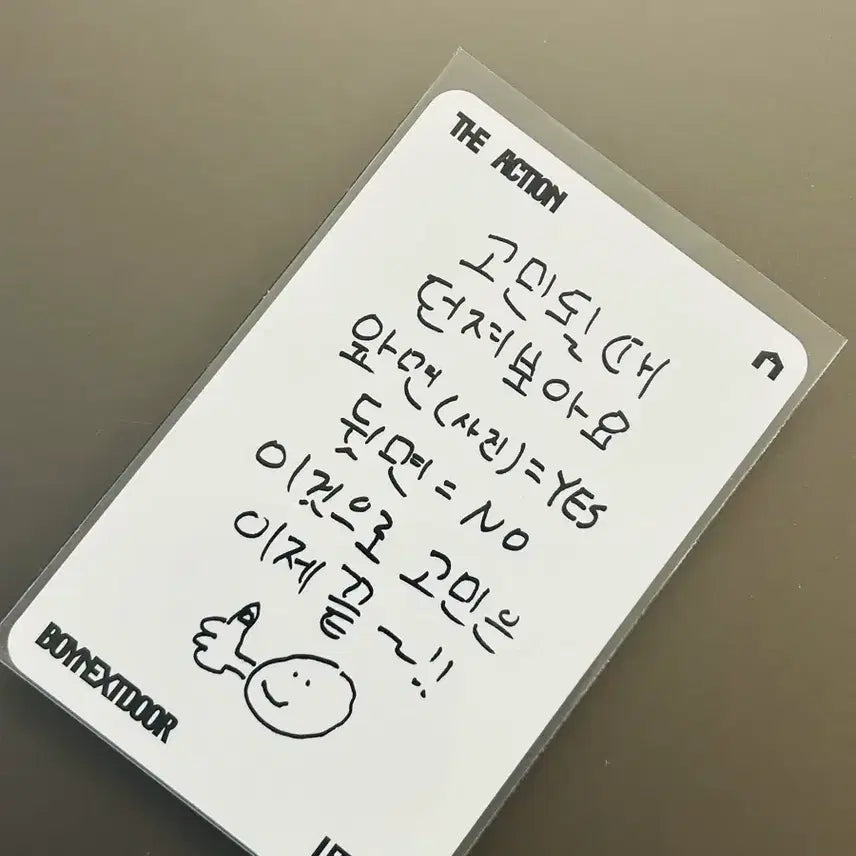 THE ACTION
고민될 때
던져보아요
앞면(사진)=YES
뒷면=NO
이것으로 고민은
이제 끝~!!
BOYNEXTDOOR